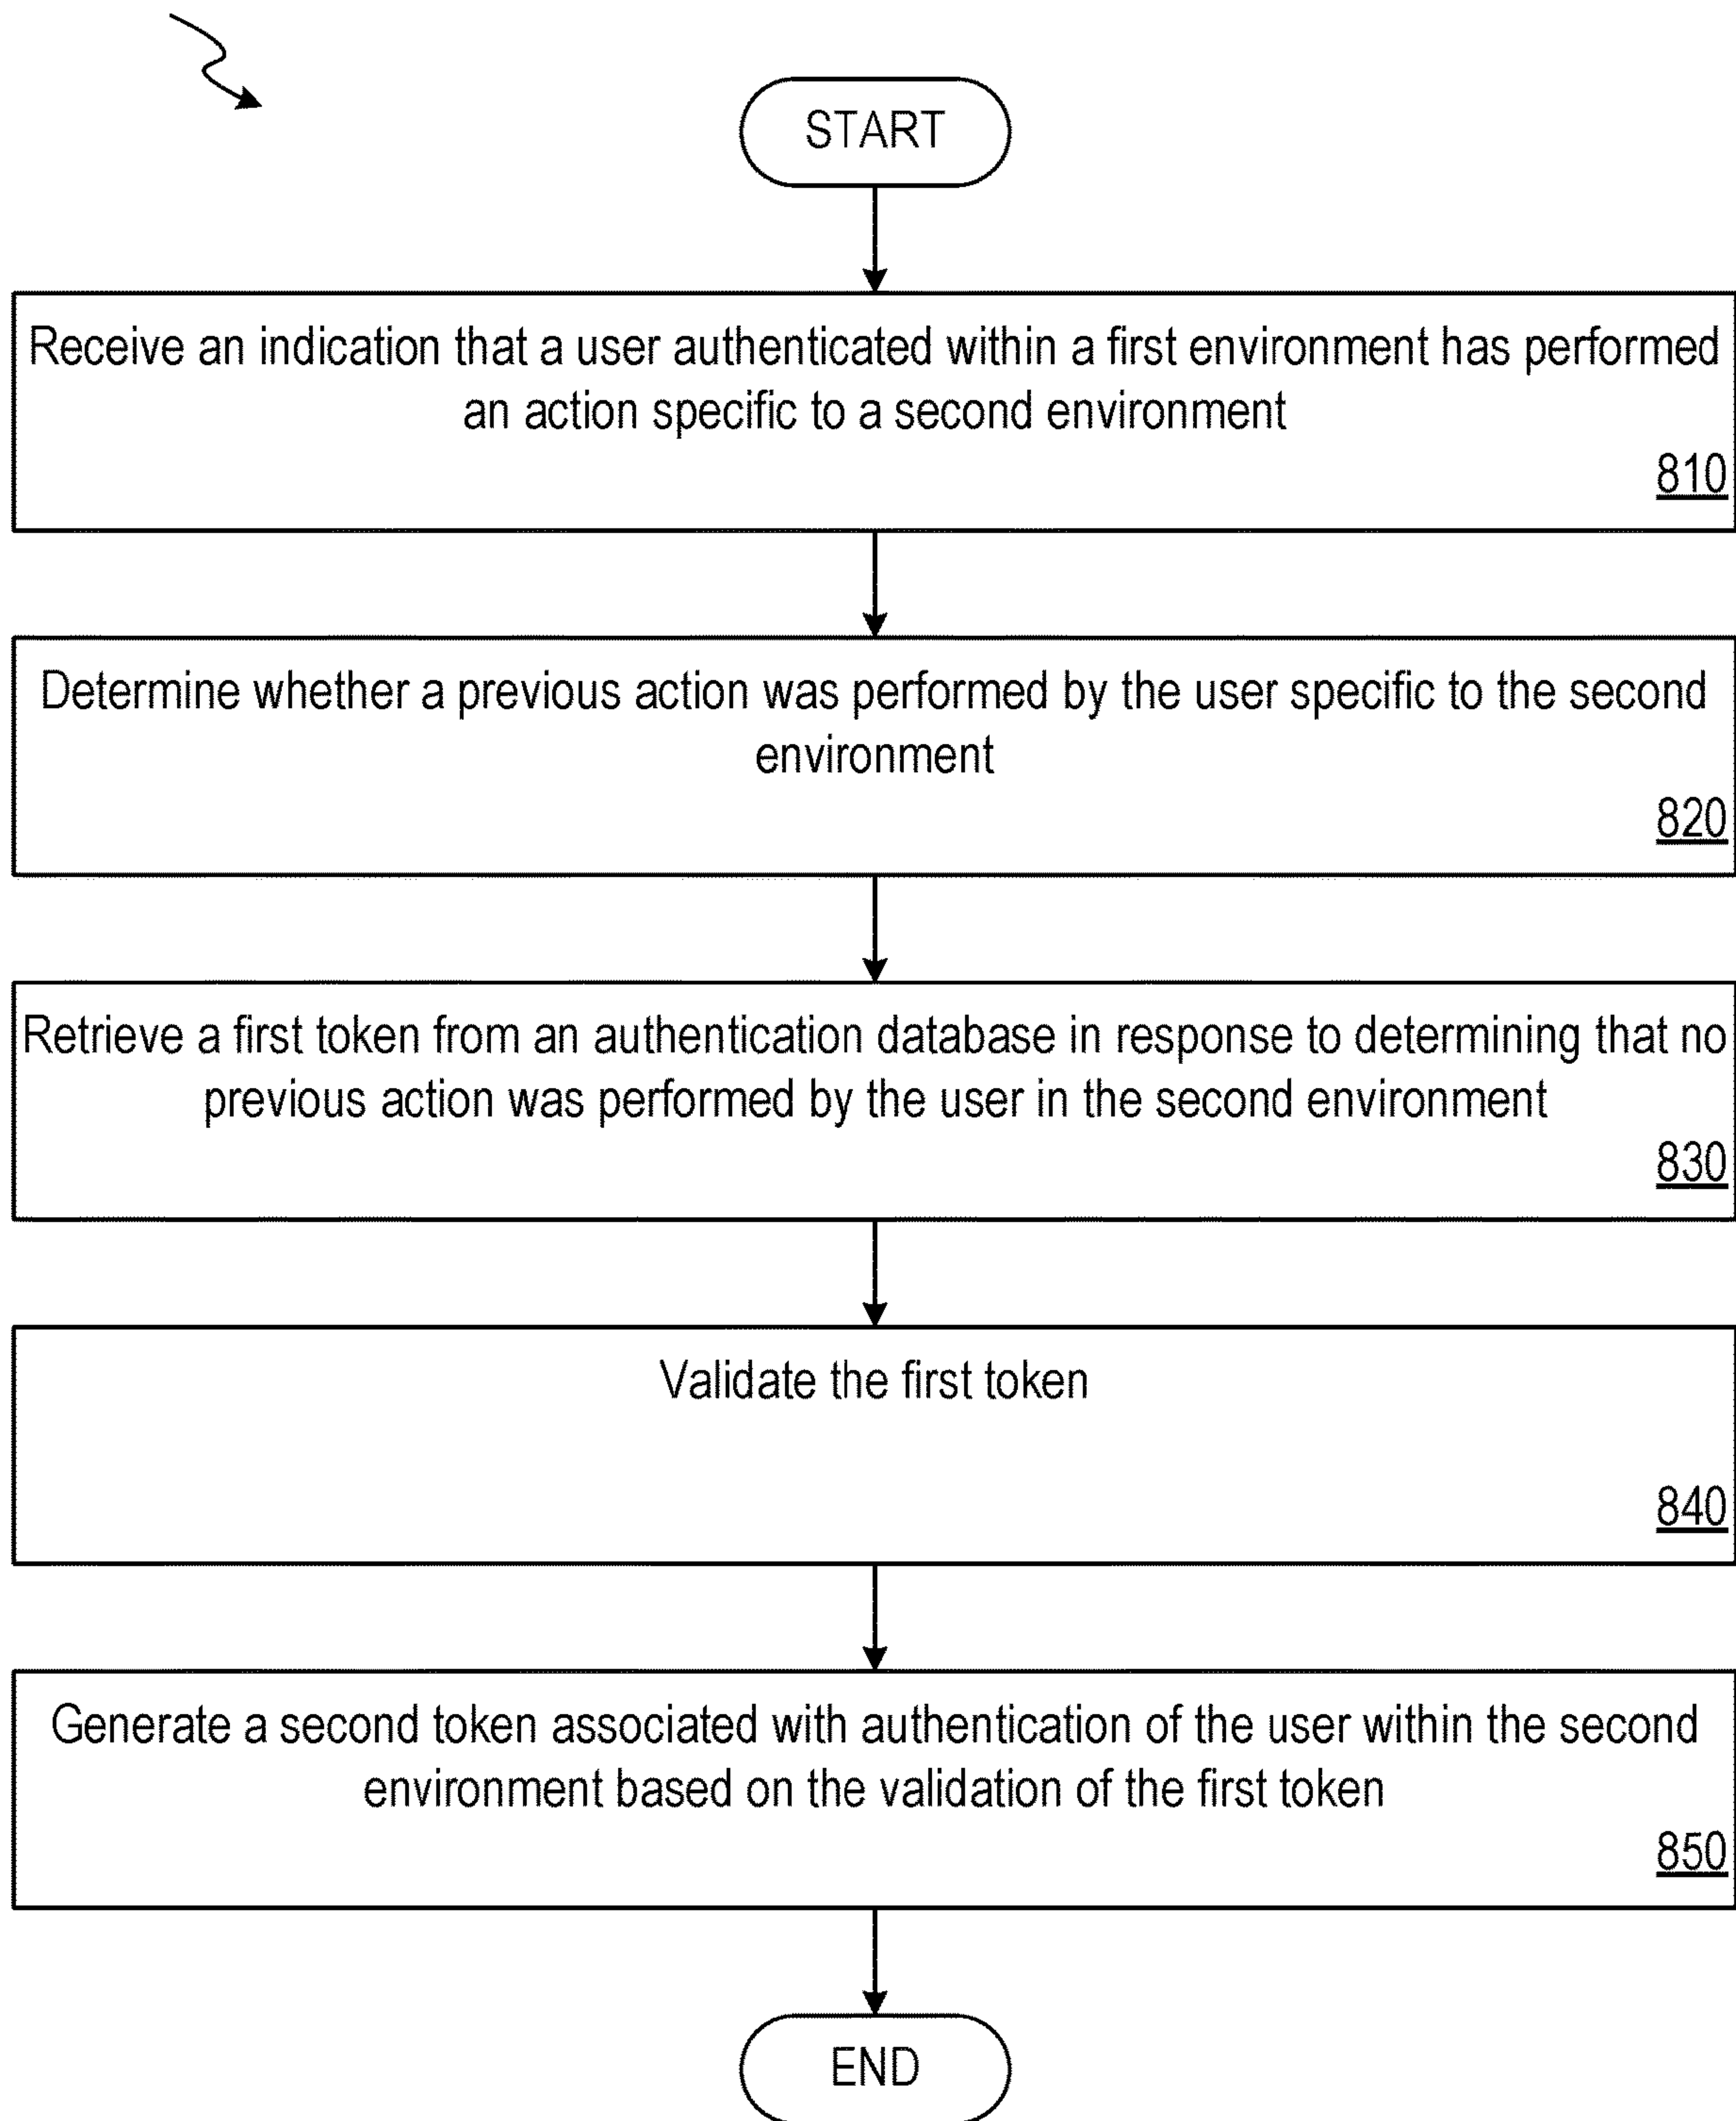 START
Receive an indication that a user authenticated within a first environment has performed
an action specific to a second environment
810
Determine whether a previous action was performed by the user specific to the second
environment
820
Retrieve a first token from an authentication database in response to determining that no
previous action was performed by the user in the second environment
830
Validate the first token
840
Generate a second token associated with authentication of the user within the second
environment based on the validation of the first token
850
END